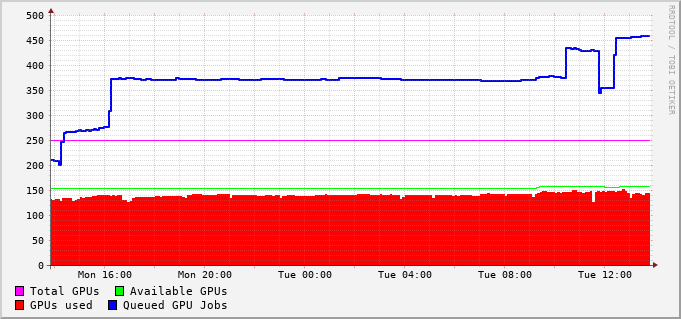 500
450
400
350
300
250
200
150
100
50
0
Mon 16:00 Mon 20:00 Tue 00:00 Tue 04:00 Tue 08:00 Tue 12:00
Total GPUs Available GPUs
GPUs used Queued GPU Jobs
RRDTOOL / TOBI OETIKER